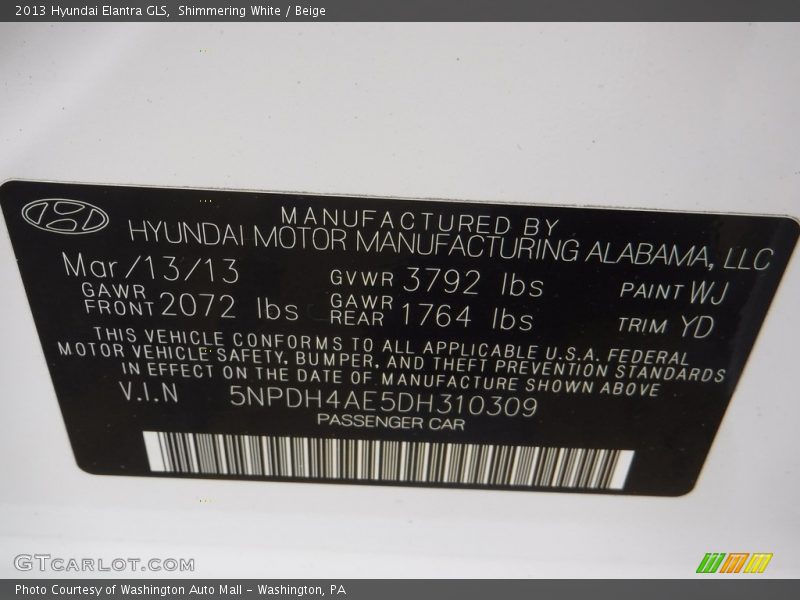 2013 Hyundai Elantra GLS, Shimmering White / Beige
MANUFACTURED BY
HYUNDAI MOTOR MANUFACTURING ALABAMA, LLC
Mar/13/13 GVWR 3792 lbs PAINT WJ
GAWR FRONT 2072 lbs GAWR REAR 1764 lbs TRIM YD
THIS VEHICLE CONFORMS TO ALL APPLICABLE U.S.A. FEDERAL
MOTOR VEHICLE SAFETY, BUMPER, AND THEFT PREVENTION STANDARDS
IN EFFECT ON THE DATE OF MANUFACTURE SHOWN ABOVE
V.I.N 5NPDH4AE5DH310309
PASSENGER CAR
GTCARLOT.COM
Photo Courtesy of Washington Auto Mall - Washington, PA